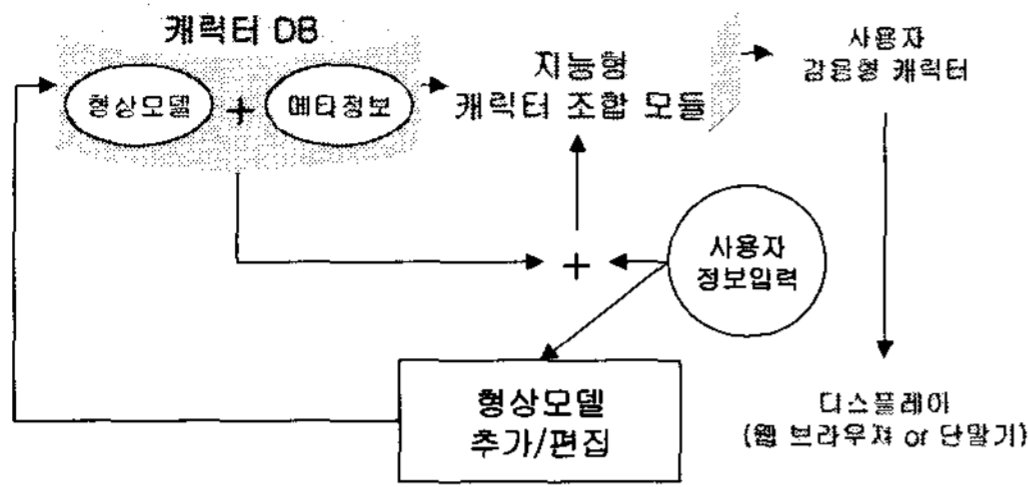 캐릭터 DB
형상모델
+
메타정보
지능형
캐릭터 조합 모듈
사용자
감응형 캐릭터
+
사용자
정보입력
형상모델
추가/편집
디스플레이
(웹 브라우져 or 단말기)